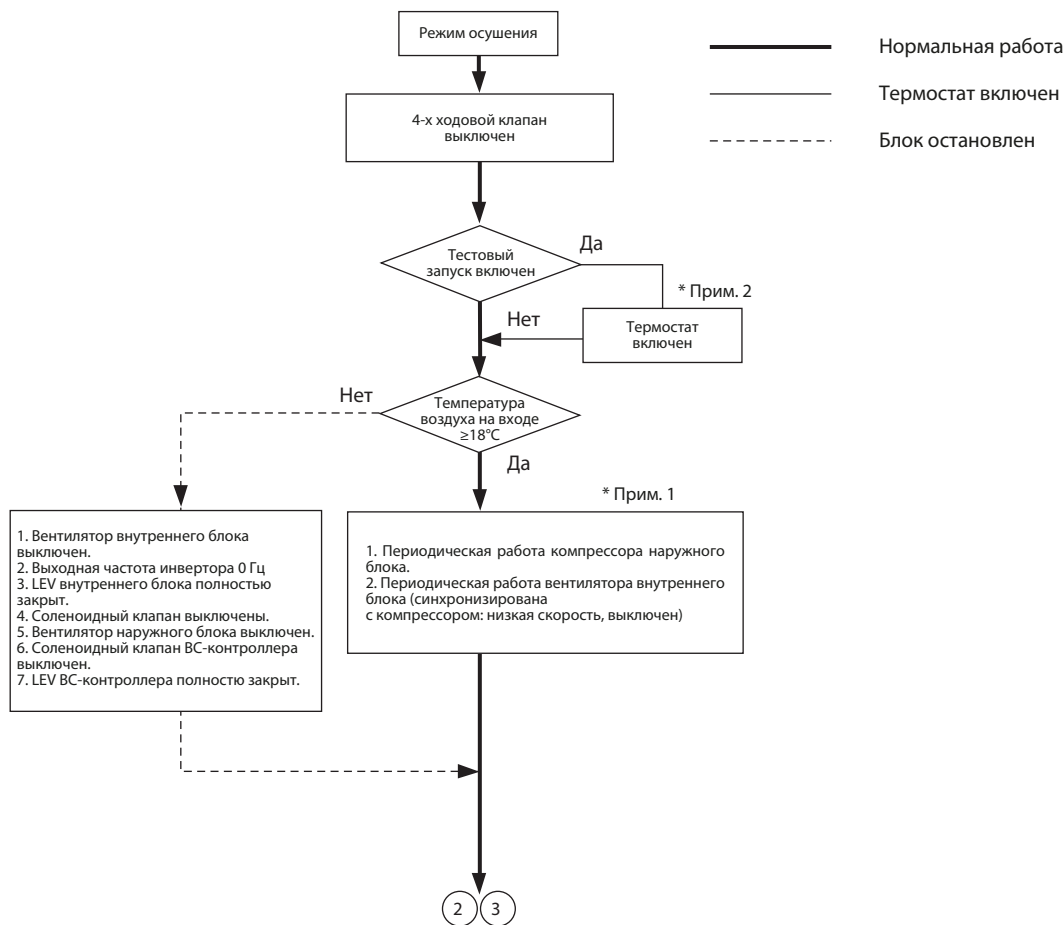 Режим осушения
Нормальная работа
Термостат включен
Блок остановлен
4-х ходовой клапан
выключен
Тестовый
запуск включен
Да
* Прим. 2
Нет
Термостат
включен
Нет
Температура
воздуха на входе
≥18°C
Да
* Прим. 1
1. Вентилятор внутреннего блока
выключен.
2. Выходная частота инвертора 0 Гц
3. LEV внутреннего блока полностью
закрыт.
4. Соленоидный клапан выключены.
5. Вентилятор наружного блока выключен.
6. Соленоидный клапан BC-контроллера
выключен.
7. LEV BC-контроллера полностю закрыт.
1. Периодическая работа компрессора наружного
блока.
2. Периодическая работа вентилятора внутреннего
блока (синхронизирована
с компрессором: низкая скорость, выключен)
2 3